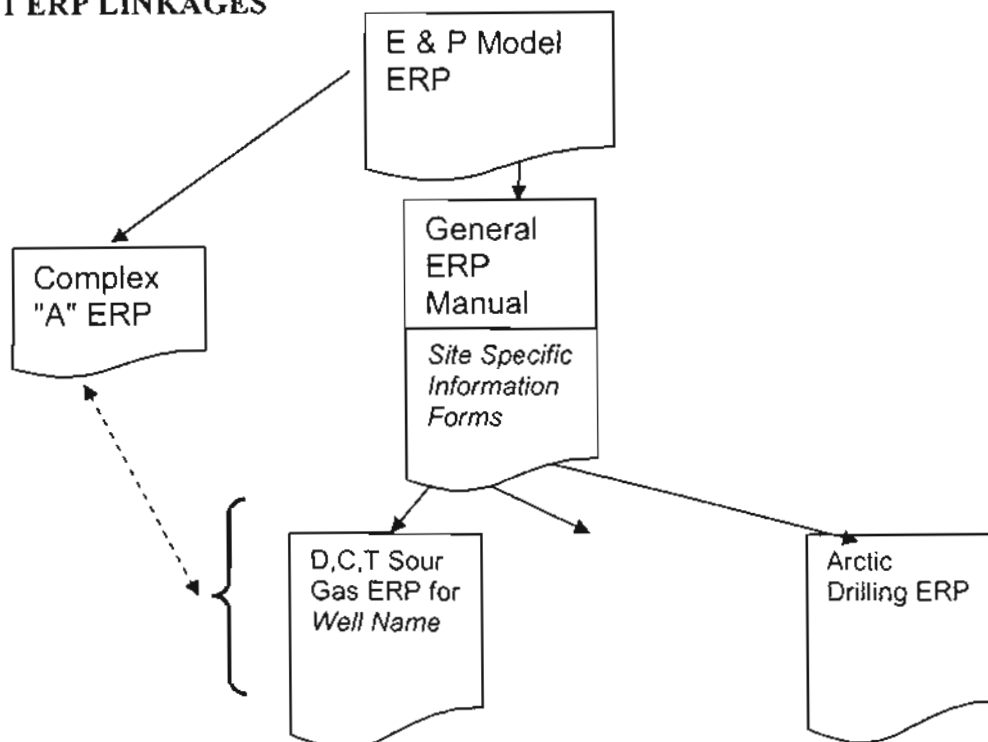 ERP LINKAGES
E & P Model
ERP
General
ERP
Manual
Complex
"A" ERP
Site Specific
Information
Forms
D,C,T Sour
Gas ERP for
Well Name
Arctic
Drilling ERP